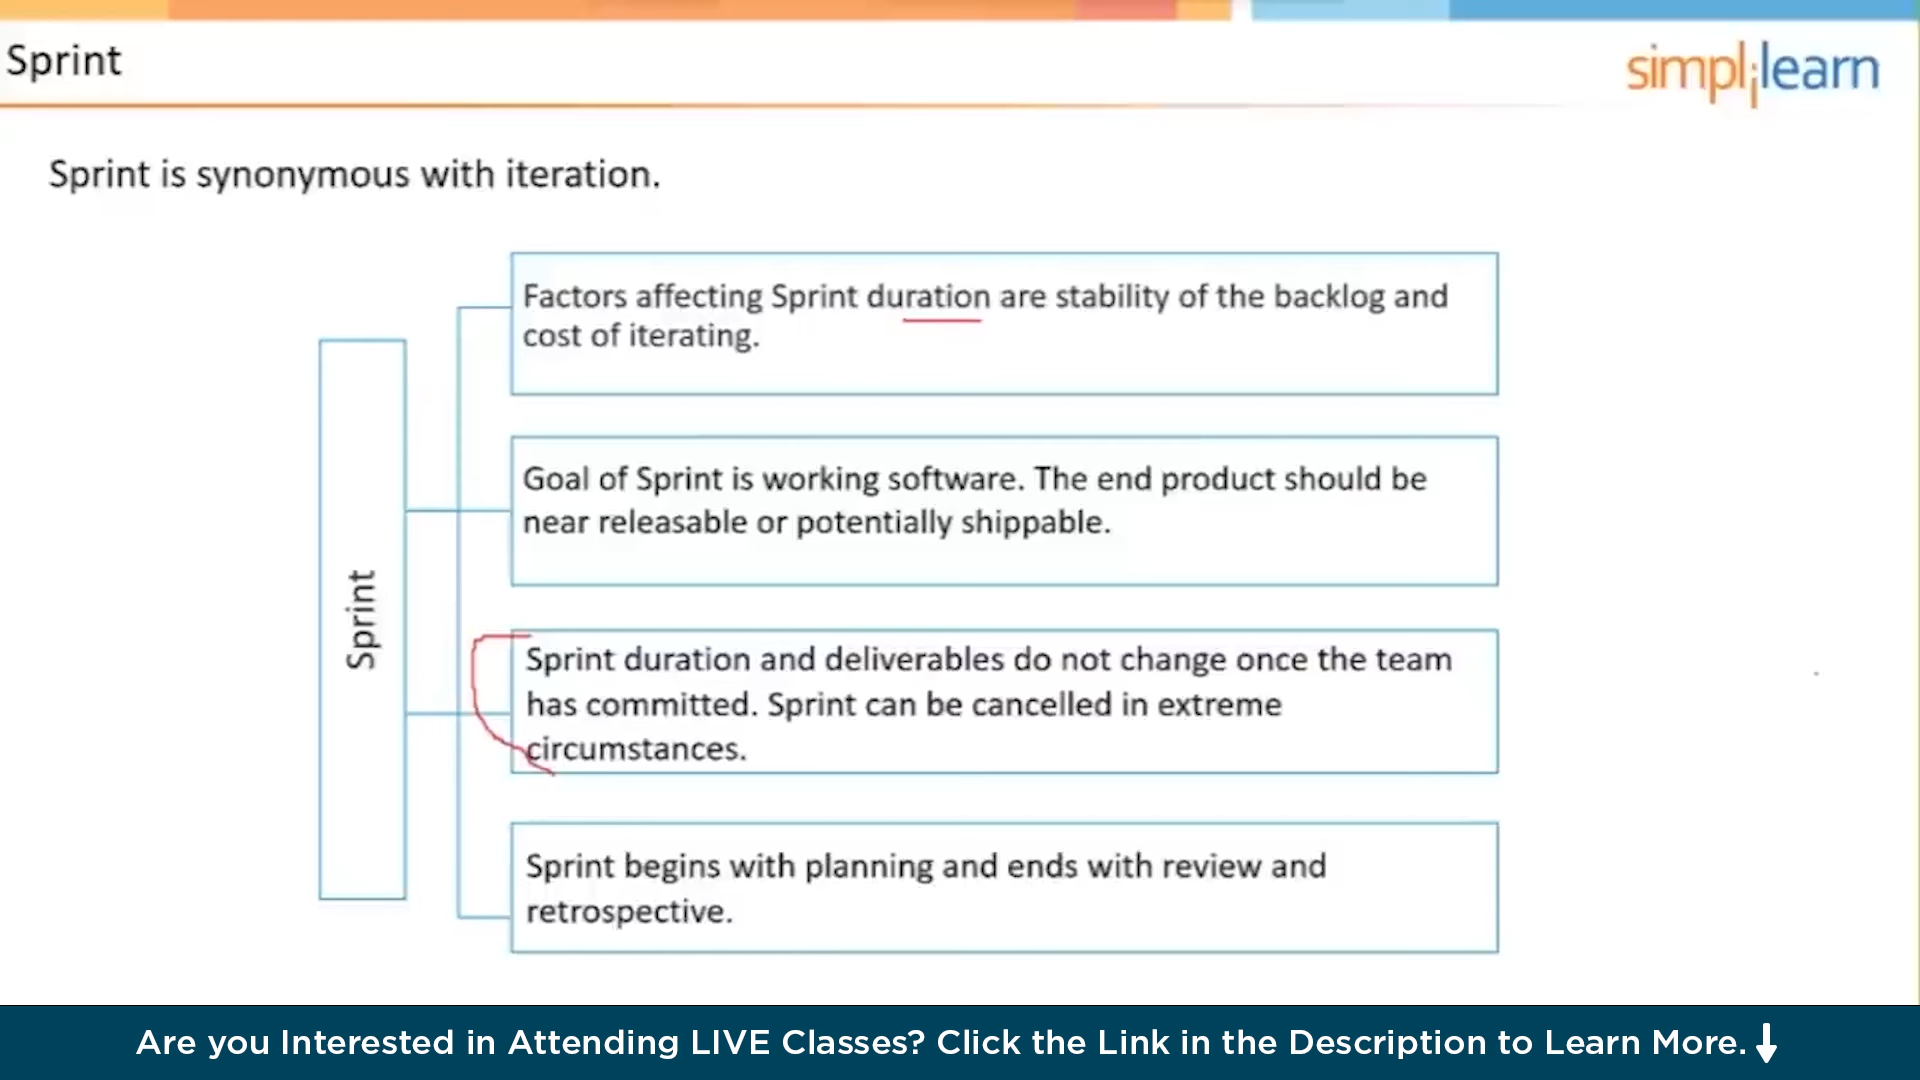 Sprint
simplilearn
Sprint is synonymous with iteration.
Sprint
Factors affecting Sprint duration are stability of the backlog and
cost of iterating.
Goal of Sprint is working software. The end product should be
near releasable or potentially shippable.
Sprint duration and deliverables do not change once the team
has committed. Sprint can be cancelled in extreme
circumstances.
Sprint begins with planning and ends with review and
retrospective.
Are you Interested in Attending LIVE Classes? Click the Link in the Description to Learn More.